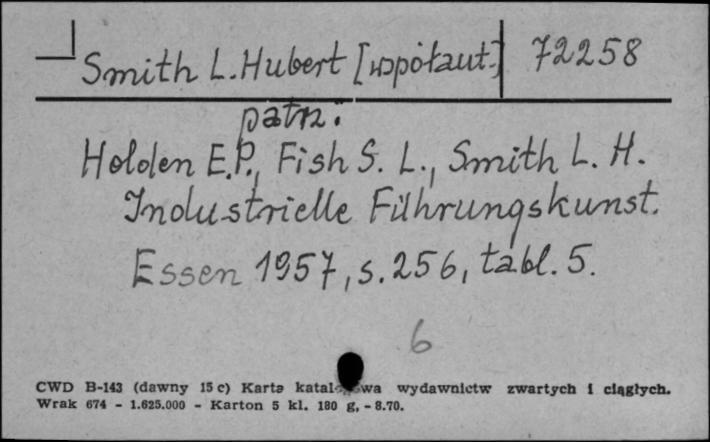 Smith L. Hubert [współaut.] 72258
patrz:
Holden E.P., Fish S. L., Smith L. H.
Industrielle Führungskunst.
Essen 1957, s. 256, tabl. 5.
6
CWD B-143 (dawny 15 c) Karta katalogowa wydawnictw zwartych i ciągłych.
Wrak 674 - 1.625.000 - Karton 5 kl. 180 g, - 8.70.